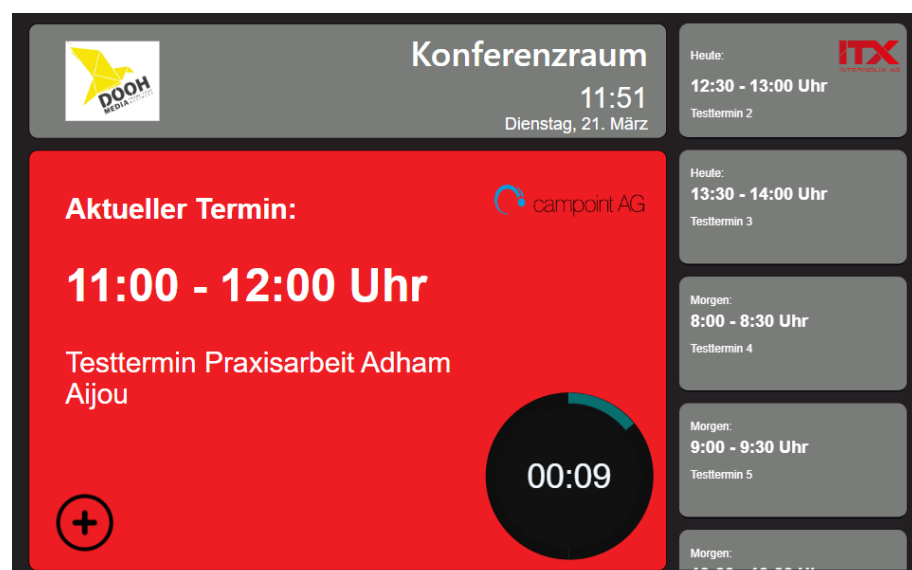 DOOH
MEDIA
Konferenzraum
11:51
Dienstag, 21. März
Aktueller Termin:
campoint AG
11:00 - 12:00 Uhr
Testtermin Praxisarbeit Adham
Aijou
00:09
ITX
INTERNOLIX AG
Heute:
12:30 - 13:00 Uhr
Testtermin 2
Heute:
13:30 - 14:00 Uhr
Testtermin 3
Morgen:
8:00 - 8:30 Uhr
Testtermin 4
Morgen:
9:00 - 9:30 Uhr
Testtermin 5
Morgen: